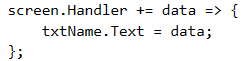 screen.Handler += data => {
    txtName.Text = data;
};